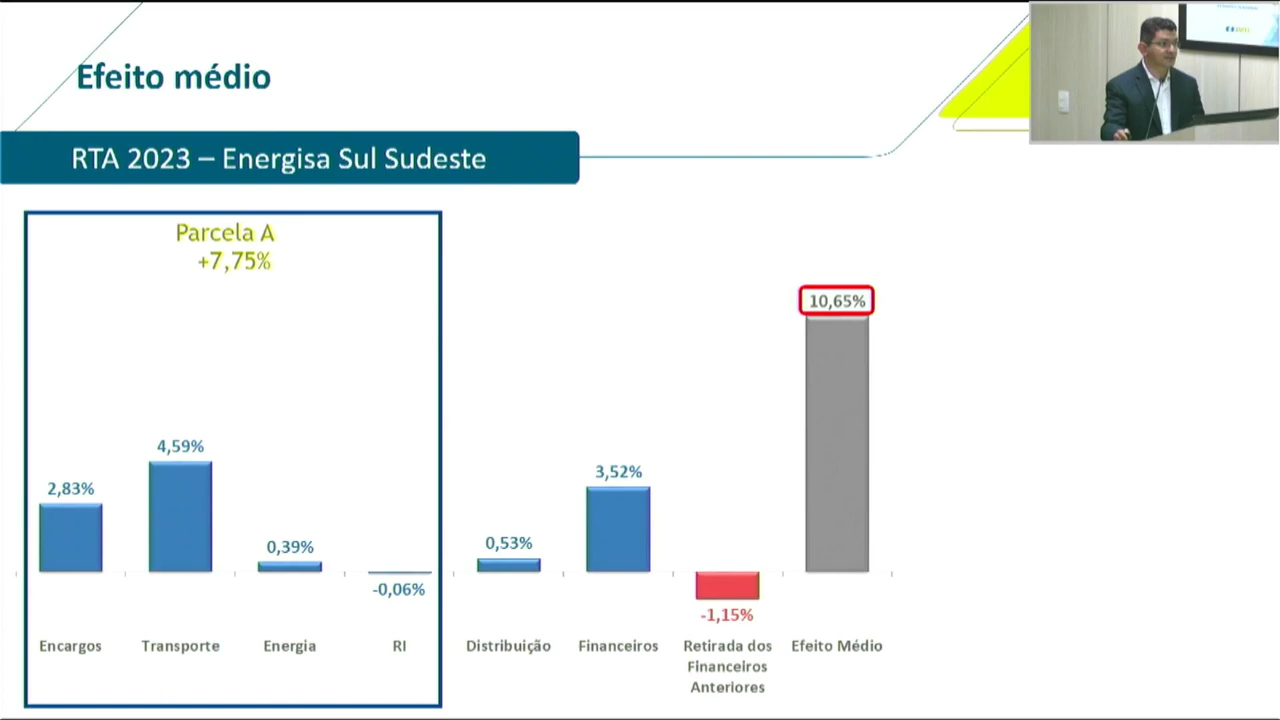 Efeito médio
RTA 2023 – Energisa Sul Sudeste
Parcela A
+7,75%
10,65%
4,59%
3,52%
2,83%
0,39%
0,53%
-0,06%
-1,15%
Encargos
Transporte
Energia
RI
Distribuição
Financeiros
Retirada dos
Financeiros
Anteriores
Efeito Médio